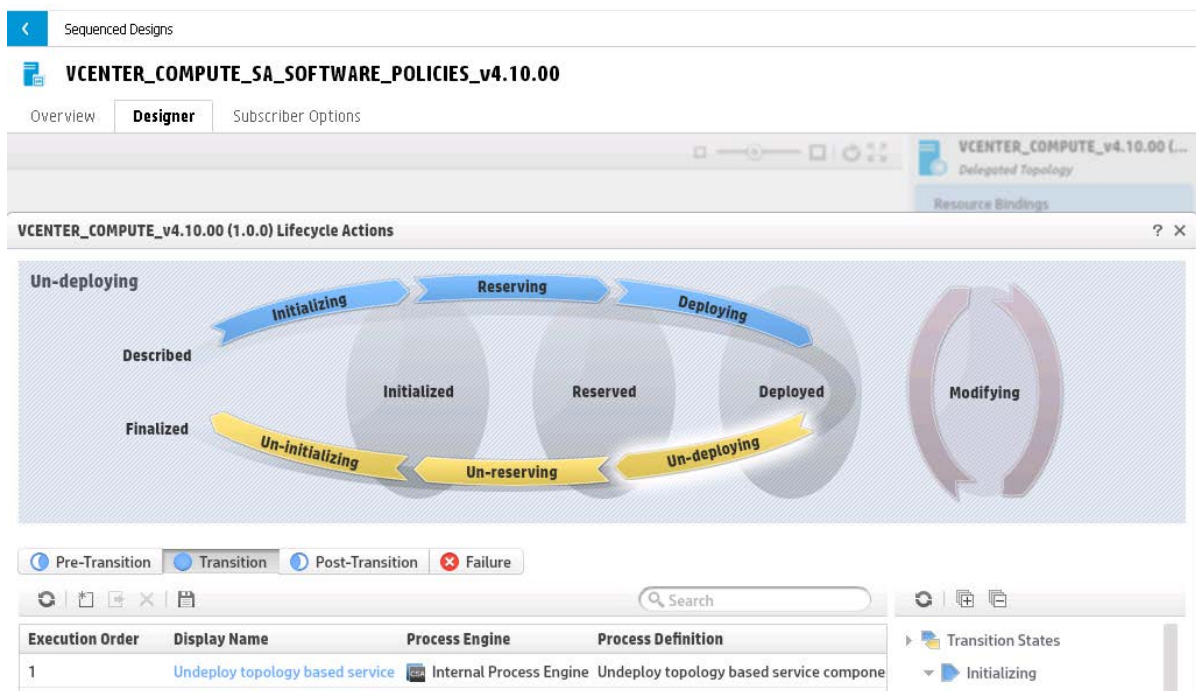 Sequenced Designs
VCENTER_COMPUTE_SA_SOFTWARE_POLICIES_v4.10.00
Overview Designer Subscriber Options
VCENTER_COMPUTE_v4.10.00 (...
Delegated Topology
Resource Bindings
VCENTER_COMPUTE_v4.10.00 (1.0.0) Lifecycle Actions ?
Un-deploying
Initializing Reserving Deploying
Described
Initialized Reserved Deployed Modifying
Finalized
Un-initializing Un-reserving Un-deploying
Pre-Transition Transition Post-Transition Failure
Search
Execution Order Display Name Process Engine Process Definition Transition States
1 Undeploy topology based service CSA Internal Process Engine Undeploy topology based service compone Initializing